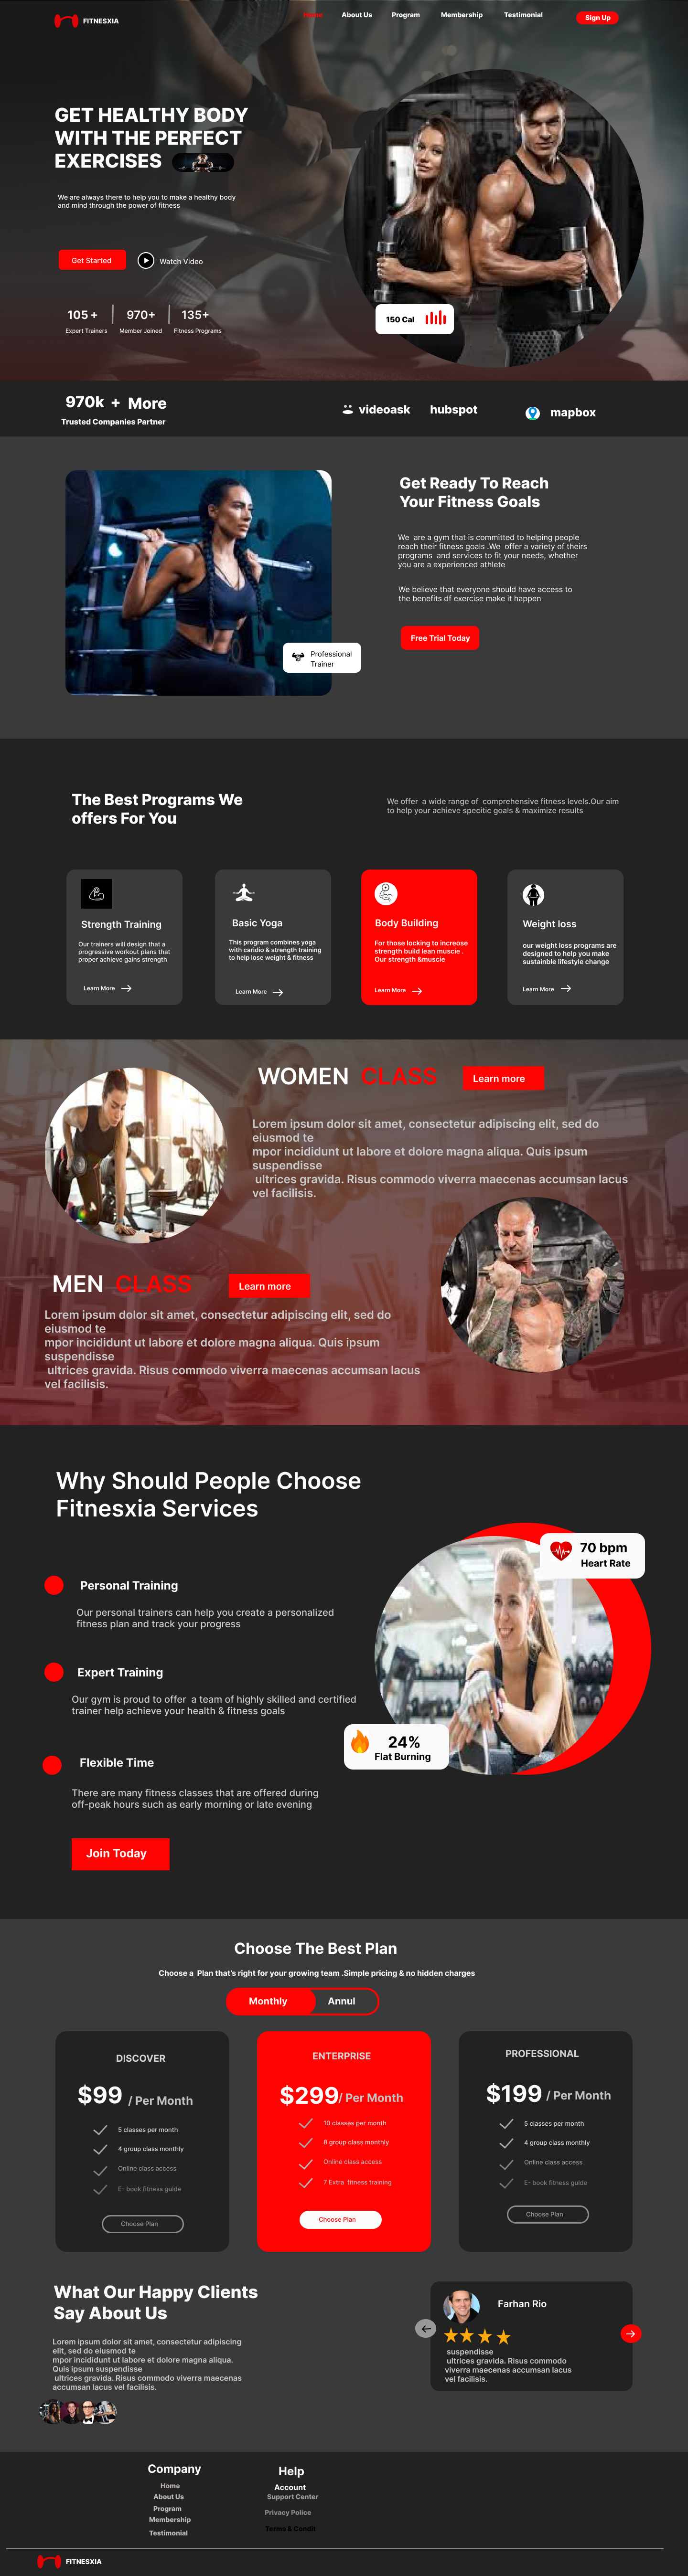 FITNESXIA
Home
About Us
Program
Membership
Testimonial
Sign Up
GET HEALTHY BODY
WITH THE PERFECT
EXERCISES
We are always there to help you to make a healthy body
and mind through the power of fitness
Get Started
Watch Video
105 +
970+
135+
Expert Trainers
Member Joined
Fitness Programs
150 Cal
970k + More
Trusted Companies Partner
videoask
hubspot
mapbox
Get Ready To Reach
Your Fitness Goals
We are a gym that is committed to helping people
reach their fitness goals .We offer a variety of theirs
programs and services to fit your needs, whether
you are a experienced athlete
We believe that everyone should have access to
the benefits df exercise make it happen
Free Trial Today
Professional
Trainer
The Best Programs We
offers For You
We offer a wide range of comprehensive fitness levels.Our aim
to help your achieve specitic goals & maximize results
Strength Training
Our trainers will design that a
progressive workout plans that
proper achieve gains strength
Learn More
Basic Yoga
This program combines yoga
with caridio & strength training
to help lose weight & fitness
Learn More
Body Building
For those locking to increose
strength build lean muscle .
Our strength &muscie
Learn More
Weight loss
our weight loss programs are
designed to help you make
sustainble lifestyle change
Learn More
WOMEN CLASS
Learn more
Lorem ipsum dolor sit amet, consectetur adipiscing elit, sed do
eiusmod te
mpor incididunt ut labore et dolore magna aliqua. Quis ipsum
suspendisse
ultrices gravida. Risus commodo viverra maecenas accumsan lacus
vel facilisis.
MEN CLASS
Learn more
Lorem ipsum dolor sit amet, consectetur adipiscing elit, sed do
eiusmod te
mpor incididunt ut labore et dolore magna aliqua. Quis ipsum
suspendisse
ultrices gravida. Risus commodo viverra maecenas accumsan lacus
vel facilisis.
Why Should People Choose
Fitnesxia Services
70 bpm
Heart Rate
Personal Training
Our personal trainers can help you create a personalized
fitness plan and track your progress
Expert Training
Our gym is proud to offer a team of highly skilled and certified
trainer help achieve your health & fitness goals
24%
Flat Burning
Flexible Time
There are many fitness classes that are offered during
off-peak hours such as early morning or late evening
Join Today
Choose The Best Plan
Choose a Plan that's right for your growing team .Simple pricing & no hidden charges
Monthly
Annul
DISCOVER
$99 / Per Month
5 classes per month
4 group class monthly
Online class access
E- book fitness guide
Choose Plan
ENTERPRISE
$299/ Per Month
10 classes per month
8 group class monthly
Online class access
7 Extra fitness training
Choose Plan
PROFESSIONAL
$199 / Per Month
5 classes per month
4 group class monthly
Online class access
E- book fitness guide
Choose Plan
What Our Happy Clients
Say About Us
Lorem ipsum dolor sit amet, consectetur adipiscing
elit, sed do eiusmod te
mpor incididunt ut labore et dolore magna aliqua.
Quis ipsum suspendisse
ultrices gravida. Risus commodo viverra maecenas
accumsan lacus vel facilisis.
Farhan Rio
suspendisse
ultrices gravida. Risus commodo
viverra maecenas accumsan lacus
vel facilisis.
Company
Home
About Us
Program
Membership
Testimonial
Help
Account
Support Center
Privacy Police
Terms & Condit
FITNESXIA